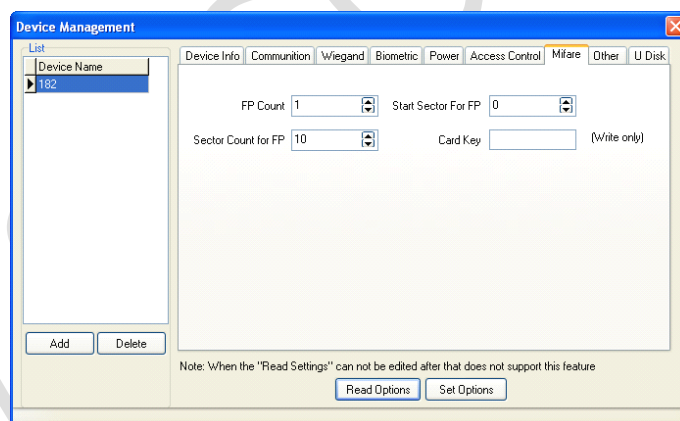 Device Management
List
Device Name
182
Add Delete
Device Info Communition Wiegand Biometric Power Access Control Mifare Other U Disk
FP Count 1 Start Sector For FP 0
Sector Count for FP 10 Card Key (Write only)
Note: When the "Read Settings" can not be edited after that does not support this feature
Read Options Set Options